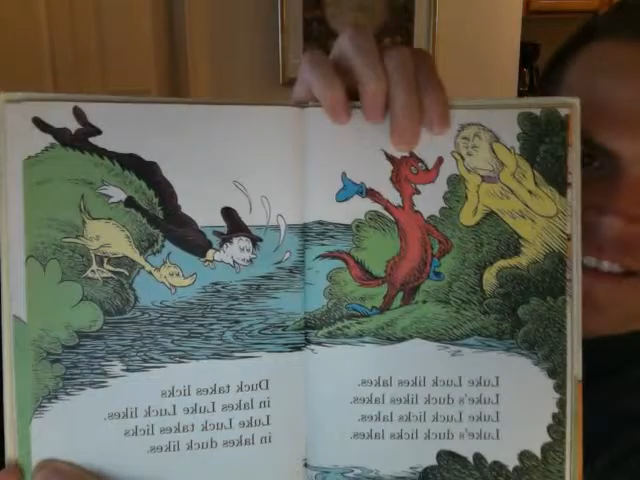 Luke Luck likes lakes.
Luke's duck likes lakes.
Luke Luck licks lakes.
Luke's duck licks lakes.
Duck takes licks
in lakes Luke Luck likes.
Luke Luck takes licks
in lakes duck likes.